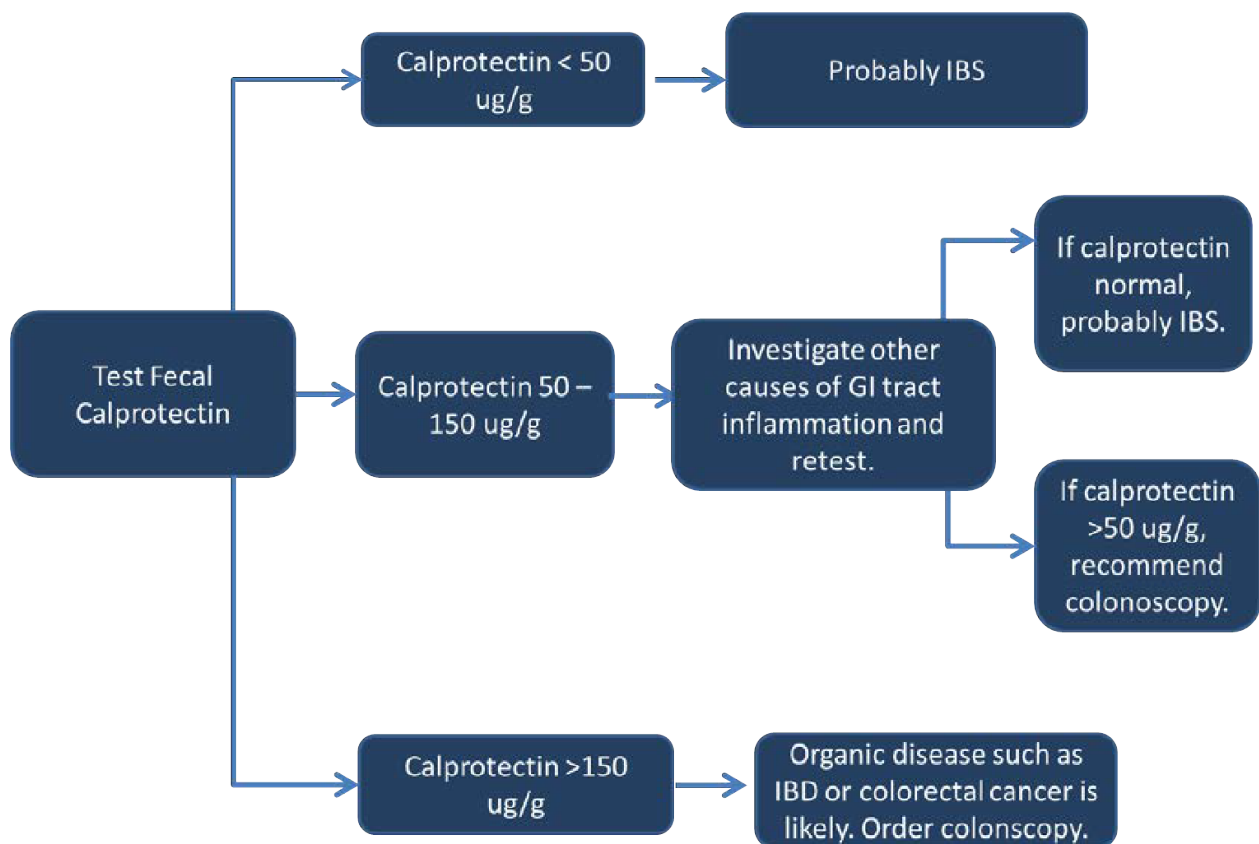 Calprotectin < 50
ug/g
Probably IBS
Test Fecal
Calprotectin
Calprotectin 50 –
150 ug/g
Investigate other
causes of GI tract
inflammation and
retest.
If calprotectin
normal,
probably IBS.
If calprotectin
>50 ug/g,
recommend
colonoscopy.
Calprotectin >150
ug/g
Organic disease such as
IBD or colorectal cancer is
likely. Order colonscopy.